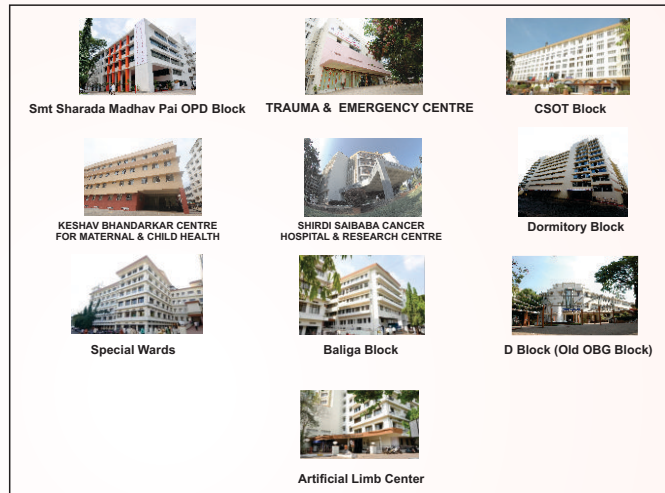 Smt Sharada Madhav Pai OPD Block
TRAUMA & EMERGENCY CENTRE
CSOT Block
KESHAV BHANDARKAR CENTRE
FOR MATERNAL & CHILD HEALTH
SHIRDI SAIBABA CANCER
HOSPITAL & RESEARCH CENTRE
Dormitory Block
Special Wards
Baliga Block
D Block (Old OBG Block)
Artificial Limb Center